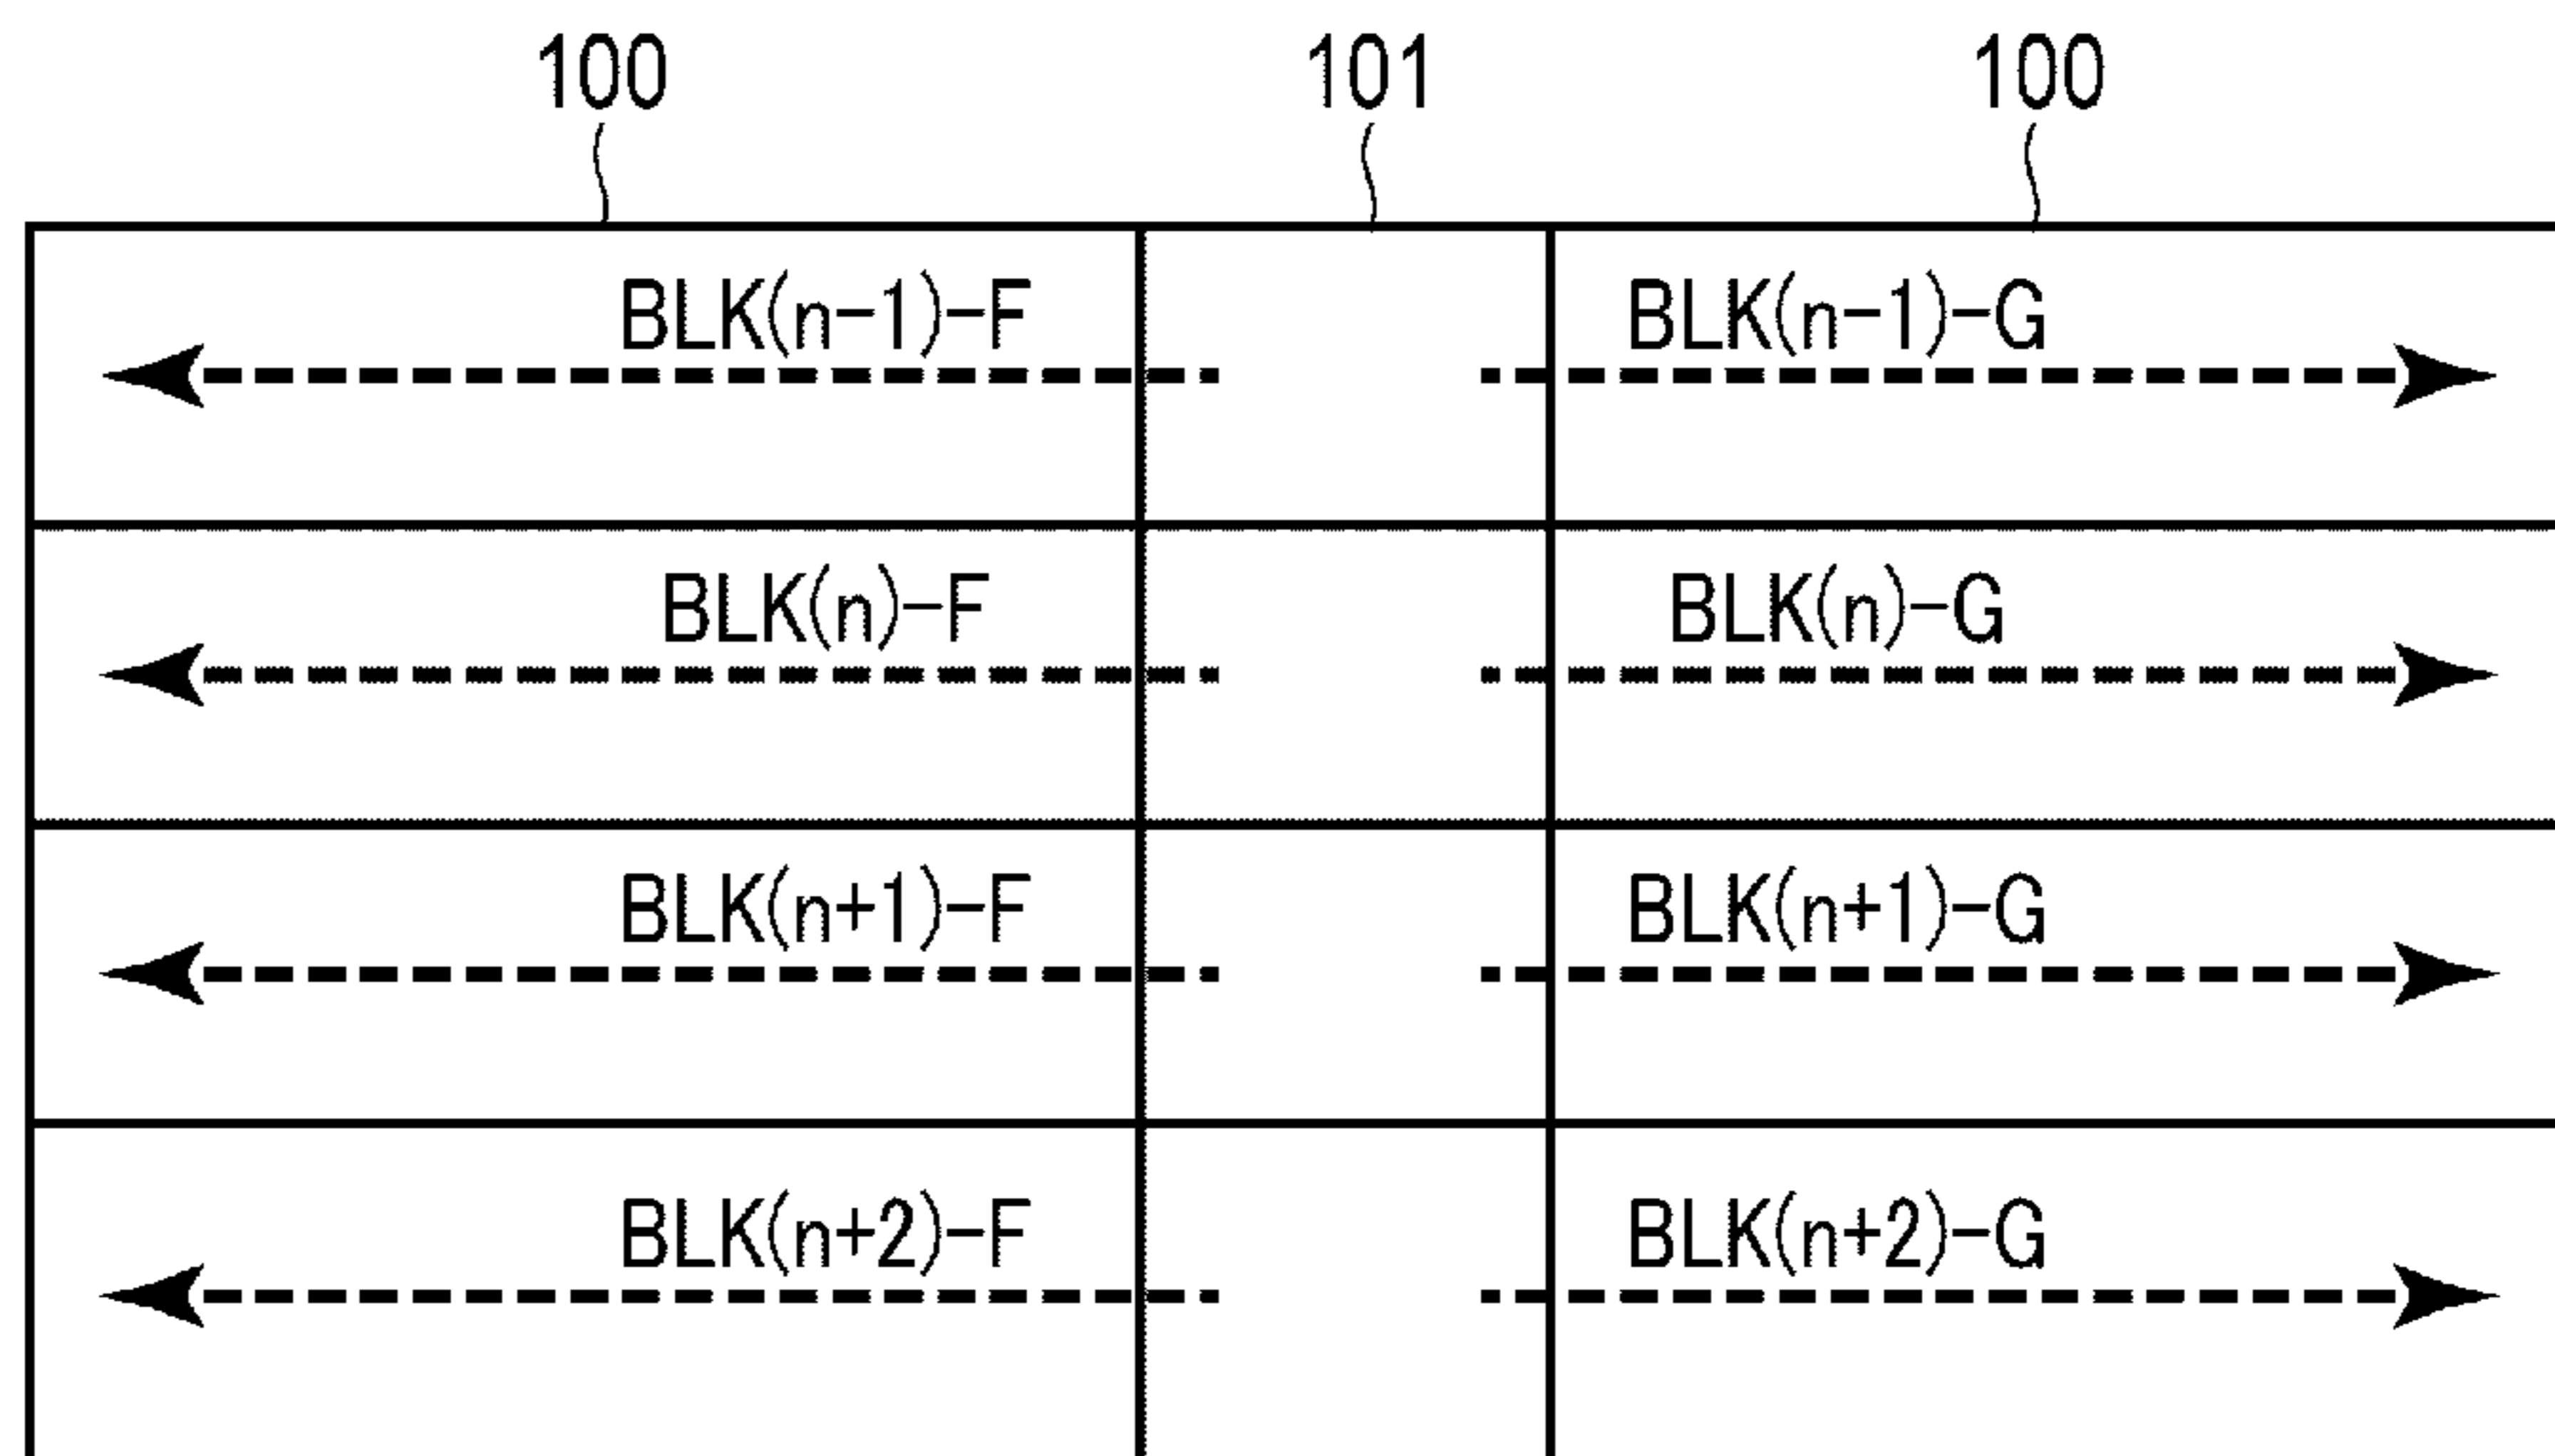 100 101 100
BLK(n-1)-F BLK(n-1)-G
BLK(n)-F BLK(n)-G
BLK(n+1)-F BLK(n+1)-G
BLK(n+2)-F BLK(n+2)-G